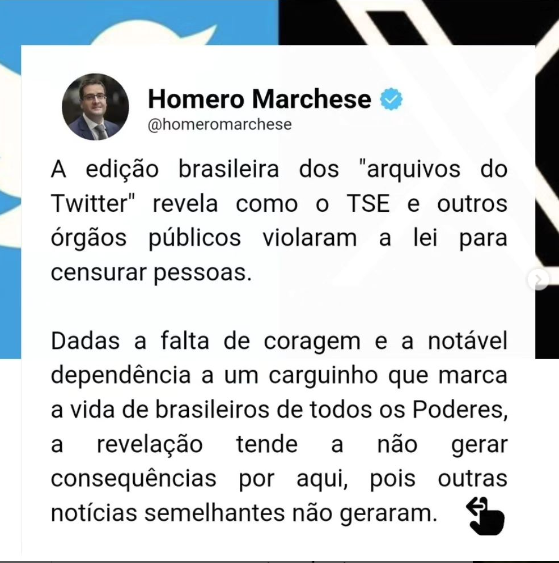 Homero Marchese
@homeromarchese
A edição brasileira dos "arquivos do
Twitter" revela como o TSE e outros
órgãos públicos violaram a lei para
censurar pessoas.
Dadas a falta de coragem e a notável
dependência a um carguinho que marca
a vida de brasileiros de todos os Poderes,
a revelação tende a não gerar
consequências por aqui, pois outras
notícias semelhantes não geraram.